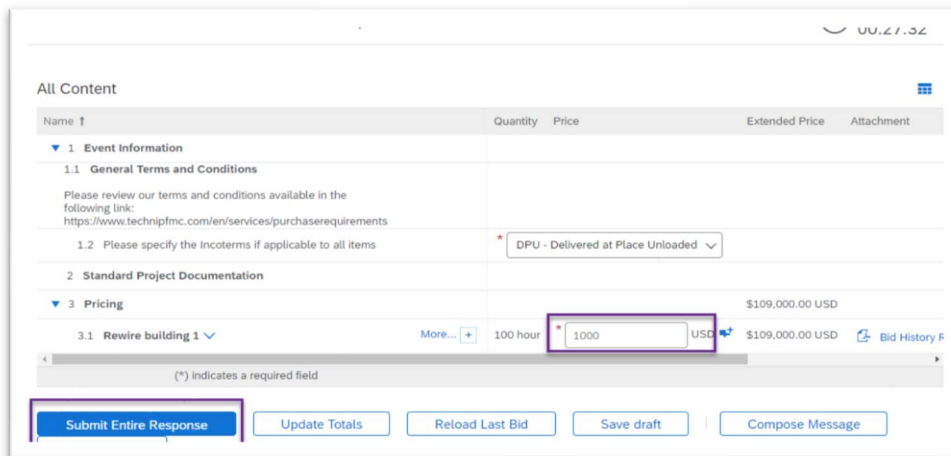 00:27:32
All Content
Name ↑ Quantity Price Extended Price Attachment
▼ 1 Event Information
1.1 General Terms and Conditions
Please review our terms and conditions available in the
following link:
https://www.technipfmc.com/en/services/purchaserequirements
1.2 Please specify the Incoterms if applicable to all items * DPU - Delivered at Place Unloaded
2 Standard Project Documentation
▼ 3 Pricing $109,000.00 USD
3.1 Rewire building 1 More... + 100 hour * 1000 USD $109,000.00 USD Bid History R
(*) indicates a required field
Submit Entire Response Update Totals Reload Last Bid Save draft Compose Message